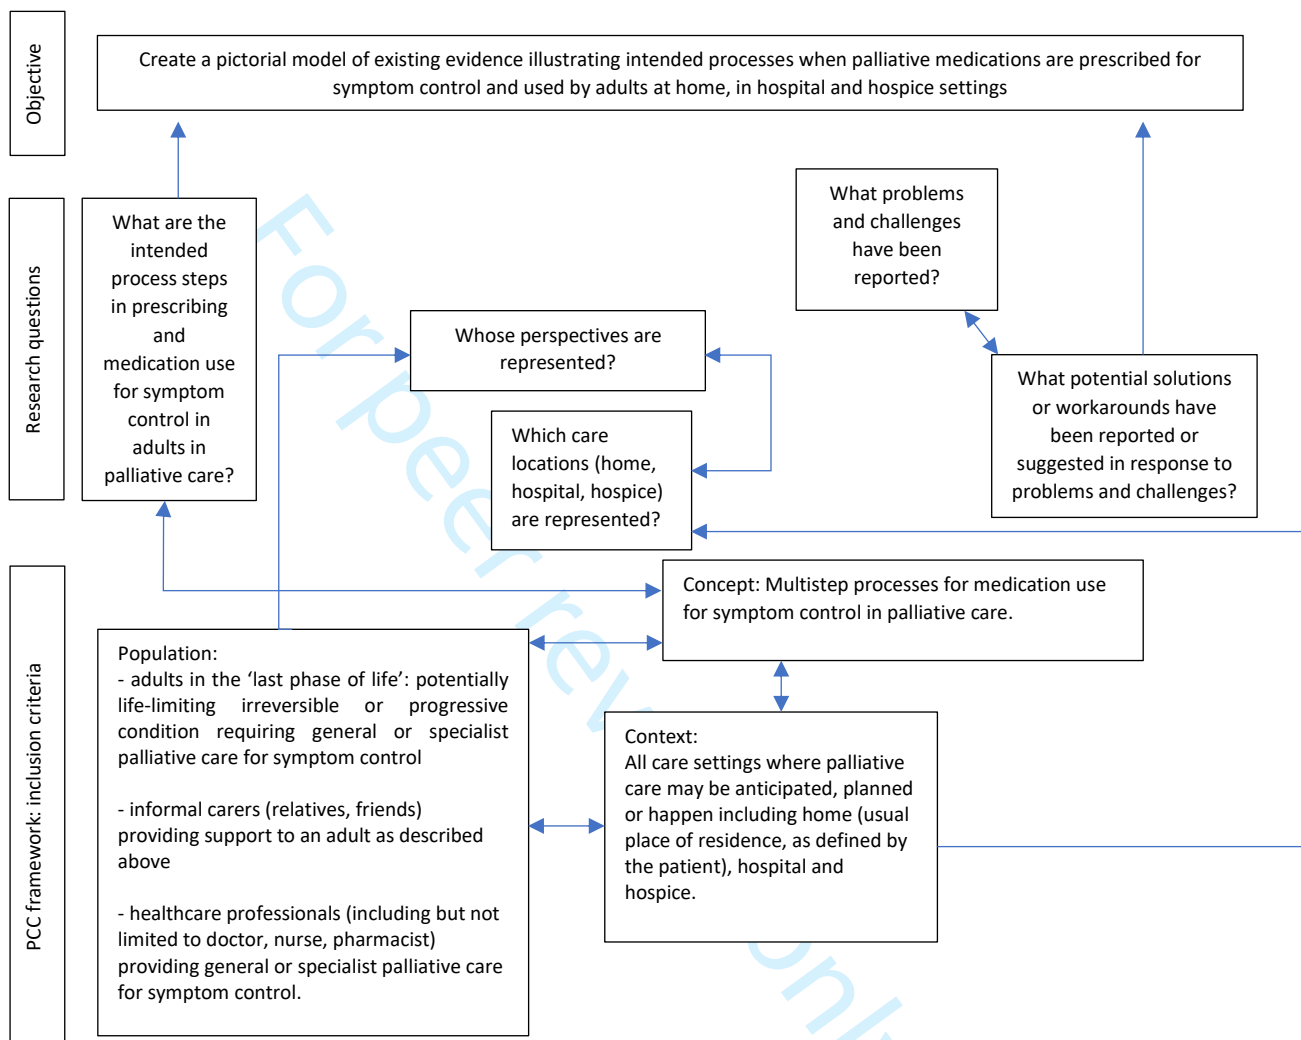 Objective
Create a pictorial model of existing evidence illustrating intended processes when palliative medications are prescribed for
symptom control and used by adults at home, in hospital and hospice settings
Research questions
What are the
intended
process steps
in prescribing
and
medication use
for symptom
control in
adults in
palliative care?
Whose perspectives are
represented?
Which care
locations (home,
hospital, hospice)
are represented?
What problems
and challenges
have been
reported?
What potential solutions
or workarounds have
been reported or
suggested in response to
problems and challenges?
PCC framework: inclusion criteria
Concept: Multistep processes for medication use
for symptom control in palliative care.
Population:
- adults in the ‘last phase of life’: potentially
life-limiting irreversible or progressive
condition requiring general or specialist
palliative care for symptom control
- informal carers (relatives, friends)
providing support to an adult as described
above
- healthcare professionals (including but not
limited to doctor, nurse, pharmacist)
providing general or specialist palliative care
for symptom control.
Context:
All care settings where palliative
care may be anticipated, planned
or happen including home (usual
place of residence, as defined by
the patient), hospital and
hospice.
For peer rev only